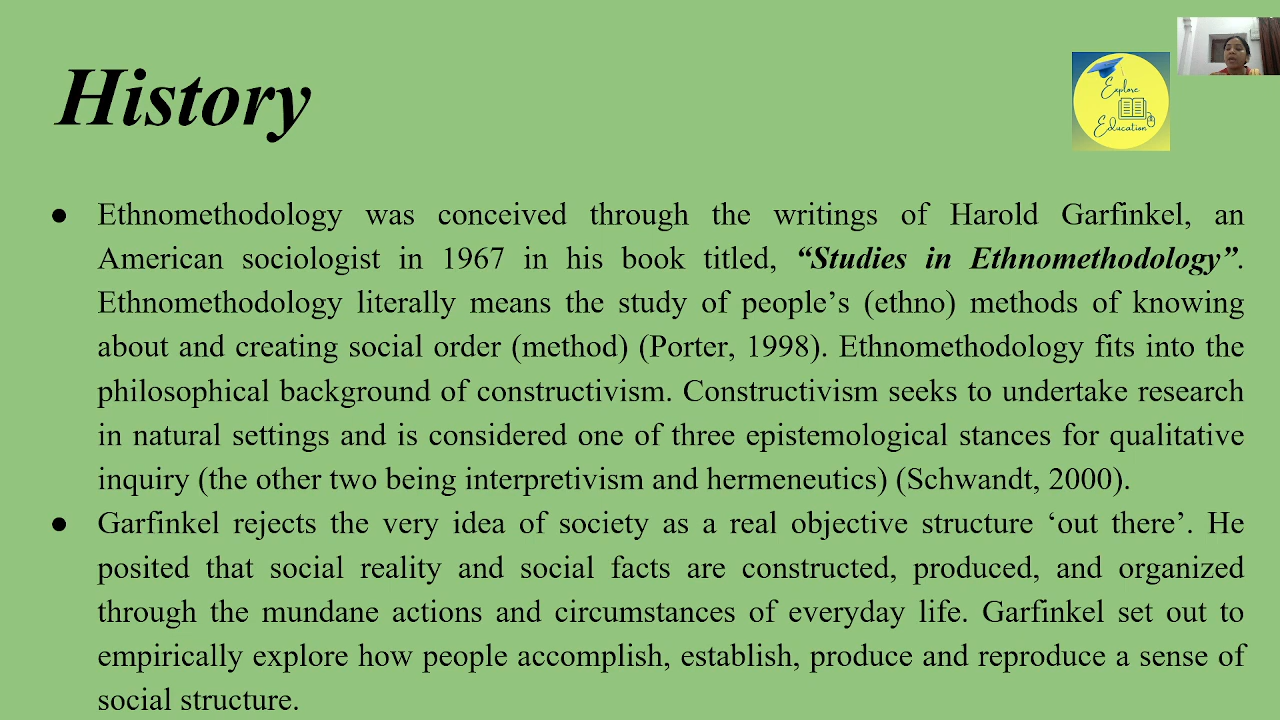 History
Explore
Education
● Ethnomethodology was conceived through the writings of Harold Garfinkel, an
American sociologist in 1967 in his book titled, “Studies in Ethnomethodology”.
Ethnomethodology literally means the study of people’s (ethno) methods of knowing
about and creating social order (method) (Porter, 1998). Ethnomethodology fits into the
philosophical background of constructivism. Constructivism seeks to undertake research
in natural settings and is considered one of three epistemological stances for qualitative
inquiry (the other two being interpretivism and hermeneutics) (Schwandt, 2000).
● Garfinkel rejects the very idea of society as a real objective structure ‘out there’. He
posited that social reality and social facts are constructed, produced, and organized
through the mundane actions and circumstances of everyday life. Garfinkel set out to
empirically explore how people accomplish, establish, produce and reproduce a sense of
social structure.